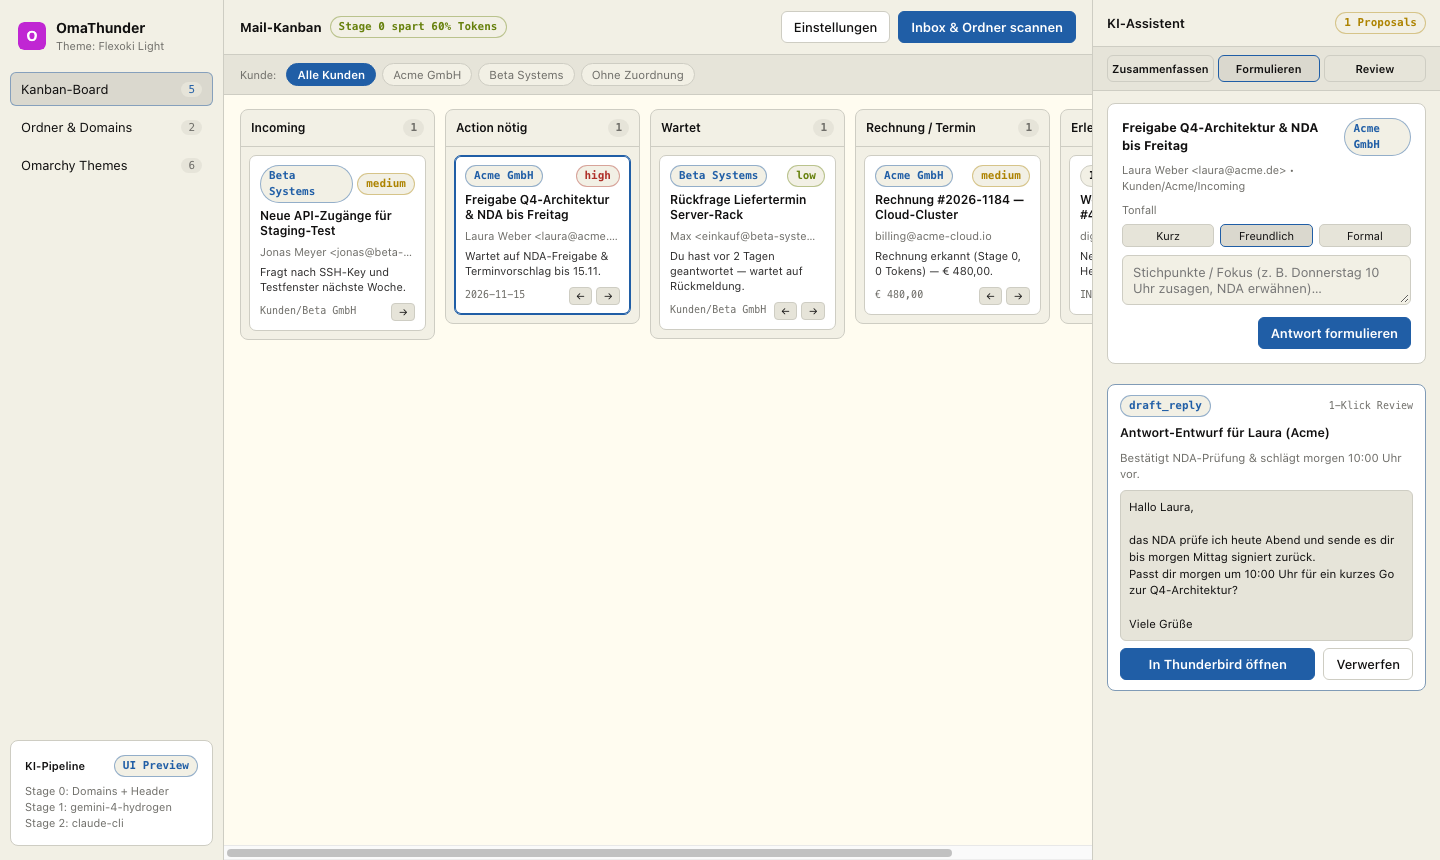 O
OmaThunder
Theme: Flexoki Light
Kanban-Board 5
Ordner & Domains 2
Omarchy Themes 6
KI-Pipeline UI Preview
Stage 0: Domains + Header
Stage 1: gemini-4-hydrogen
Stage 2: claude-cli
Mail-Kanban Stage 0 spart 60% Tokens Einstellungen Inbox & Ordner scannen
Kunde: Alle Kunden Acme GmbH Beta Systems Ohne Zuordnung
Incoming 1
Beta
Systems
medium
Neue API-Zugänge für
Staging-Test
Jonas Meyer <jonas@beta-...
Fragt nach SSH-Key und
Testfenster nächste Woche.
Kunden/Beta GmbH →
Action nötig 1
Acme GmbH high
Freigabe Q4-Architektur
& NDA bis Freitag
Laura Weber <laura@acme....
Wartet auf NDA-Freigabe &
Terminvorschlag bis 15.11.
2026-11-15 ← →
Wartet 1
Beta Systems low
Rückfrage Liefertermin
Server-Rack
Max <einkauf@beta-syste...
Du hast vor 2 Tagen
geantwortet — wartet auf
Rückmeldung.
Kunden/Beta GmbH ← →
Rechnung / Termin 1
Acme GmbH medium
Rechnung #2026-1184 —
Cloud-Cluster
billing@acme-cloud.io
Rechnung erkannt (Stage 0,
0 Tokens) — € 480,00.
€ 480,00 ← →
Erle
#4
dig
Ne
He
IN
KI-Assistent 1 Proposals
Zusammenfassen Formulieren Review
Freigabe Q4-Architektur & NDA
bis Freitag
Acme
GmbH
Laura Weber <laura@acme.de> •
Kunden/Acme/Incoming
Tonfall
Kurz Freundlich Formal
Stichpunkte / Fokus (z. B. Donnerstag 10
Uhr zusagen, NDA erwähnen)…
Antwort formulieren
draft_reply 1-Klick Review
Antwort-Entwurf für Laura (Acme)
Bestätigt NDA-Prüfung & schlägt morgen 10:00 Uhr
vor.
Hallo Laura,
das NDA prüfe ich heute Abend und sende es dir
bis morgen Mittag signiert zurück.
Passt dir morgen um 10:00 Uhr für ein kurzes Go
zur Q4-Architektur?
Viele Grüße
In Thunderbird öffnen Verwerfen